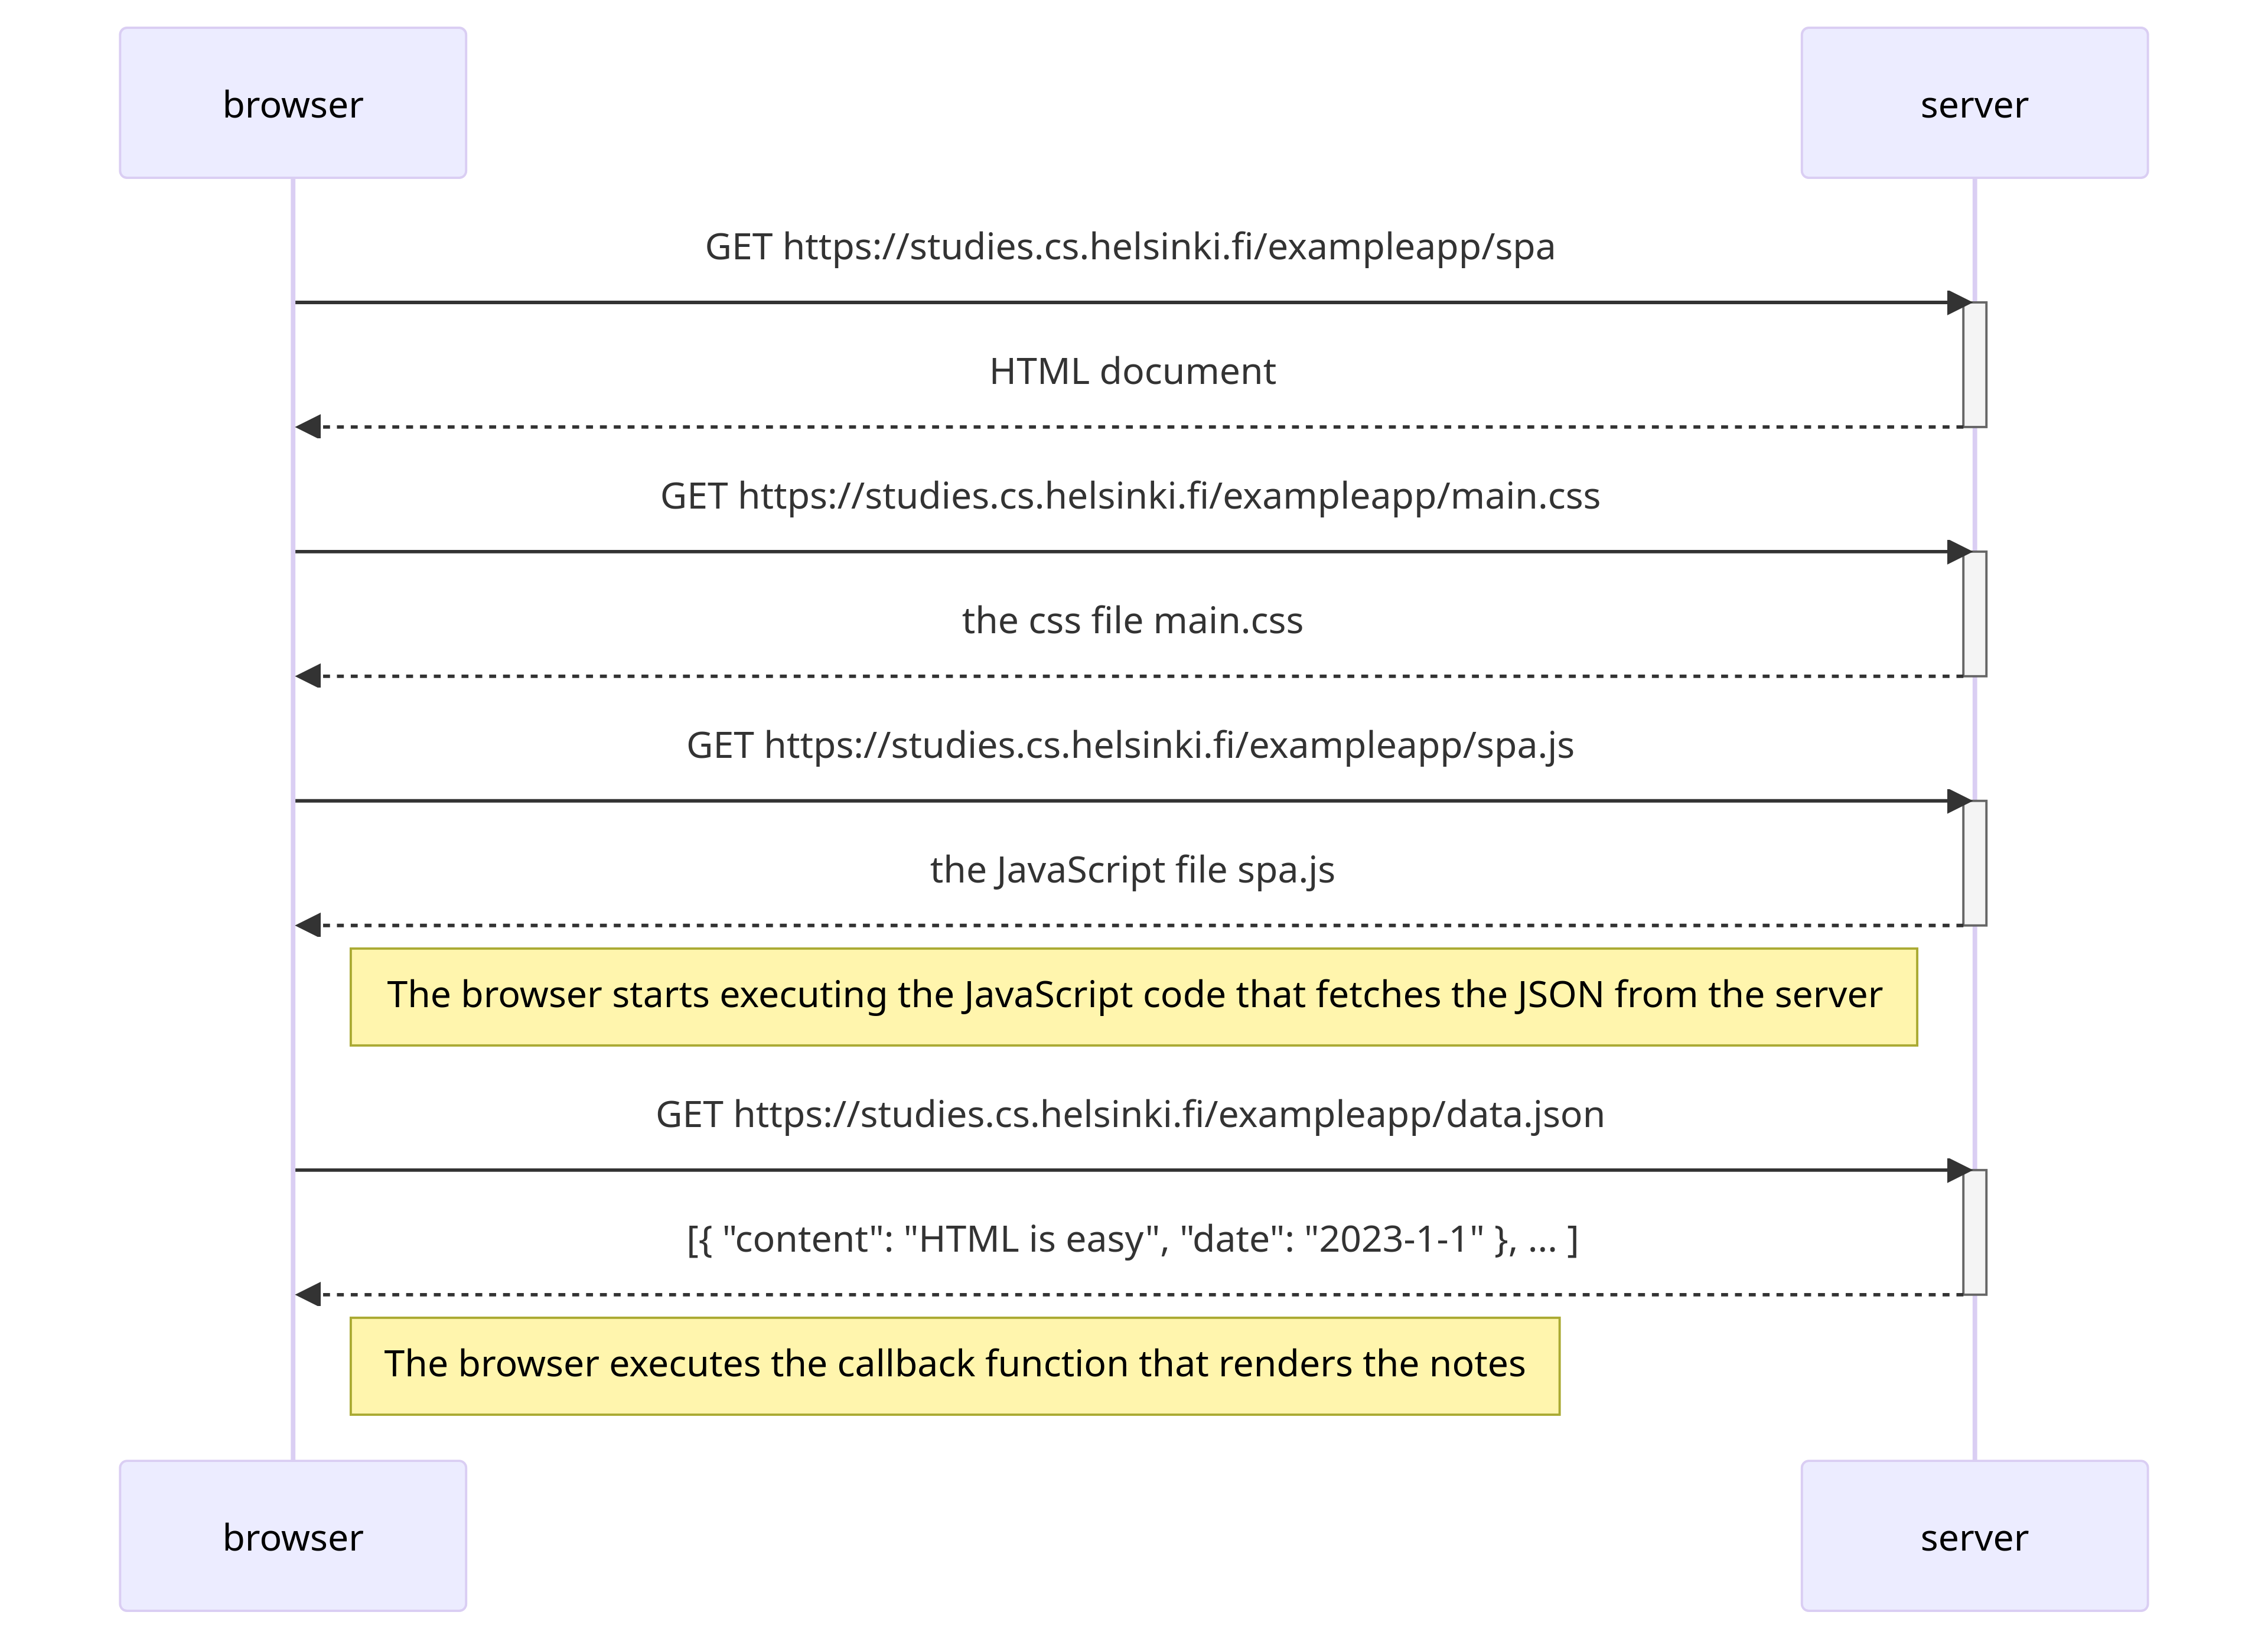 browser
server
GET https://studies.cs.helsinki.fi/exampleapp/spa
HTML document
GET https://studies.cs.helsinki.fi/exampleapp/main.css
the css file main.css
GET https://studies.cs.helsinki.fi/exampleapp/spa.js
the JavaScript file spa.js
The browser starts executing the JavaScript code that fetches the JSON from the server
GET https://studies.cs.helsinki.fi/exampleapp/data.json
[{ "content": "HTML is easy", "date": "2023-1-1" }, ... ]
The browser executes the callback function that renders the notes
browser
server